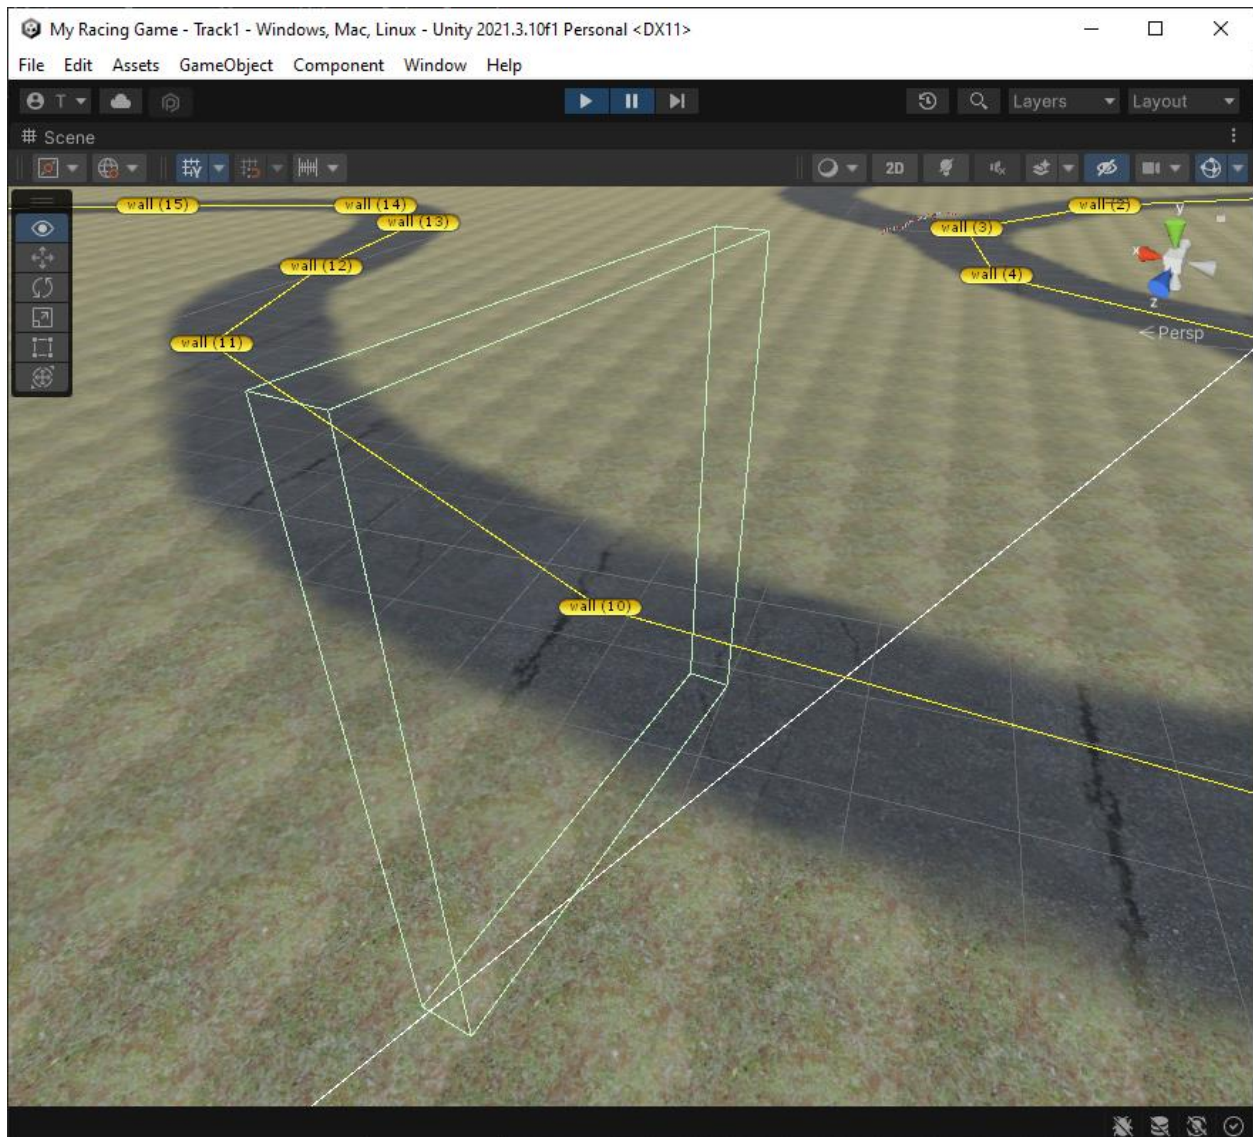 My Racing Game - Track1 - Windows, Mac, Linux - Unity 2021.3.10f1 Personal <DX11>
File Edit Assets GameObject Component Window Help
T Layers Layout
Scene
2D
wall (15) wall (14) wall (2)
wall (13) wall (3) y
wall (12) wall (4) x
z
wall (11) Persp
wall (10)